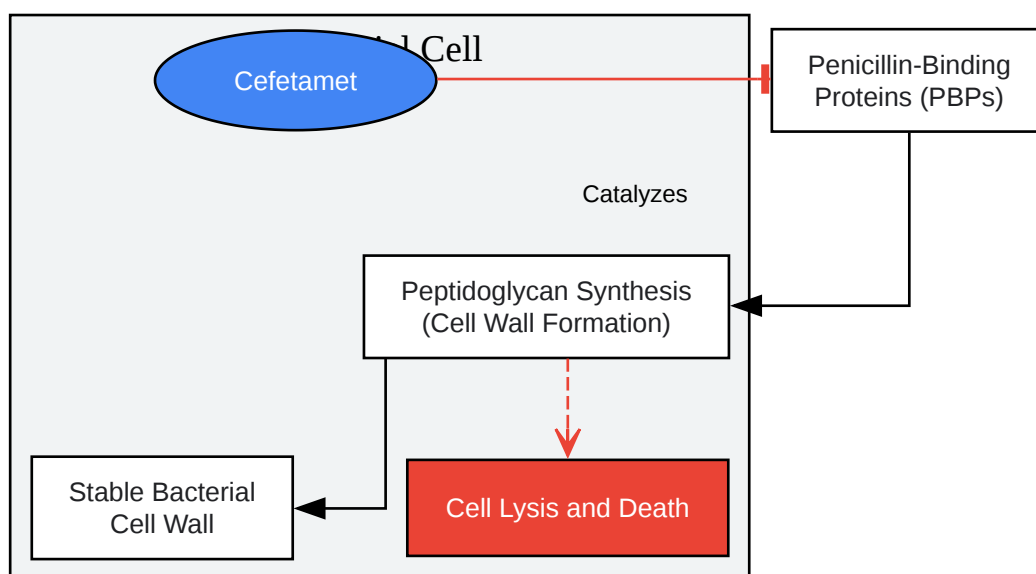 Cell
Cefetamet
Penicillin-Binding
Proteins (PBPs)
Catalyzes
Peptidoglycan Synthesis
(Cell Wall Formation)
Stable Bacterial
Cell Wall
Cell Lysis and Death